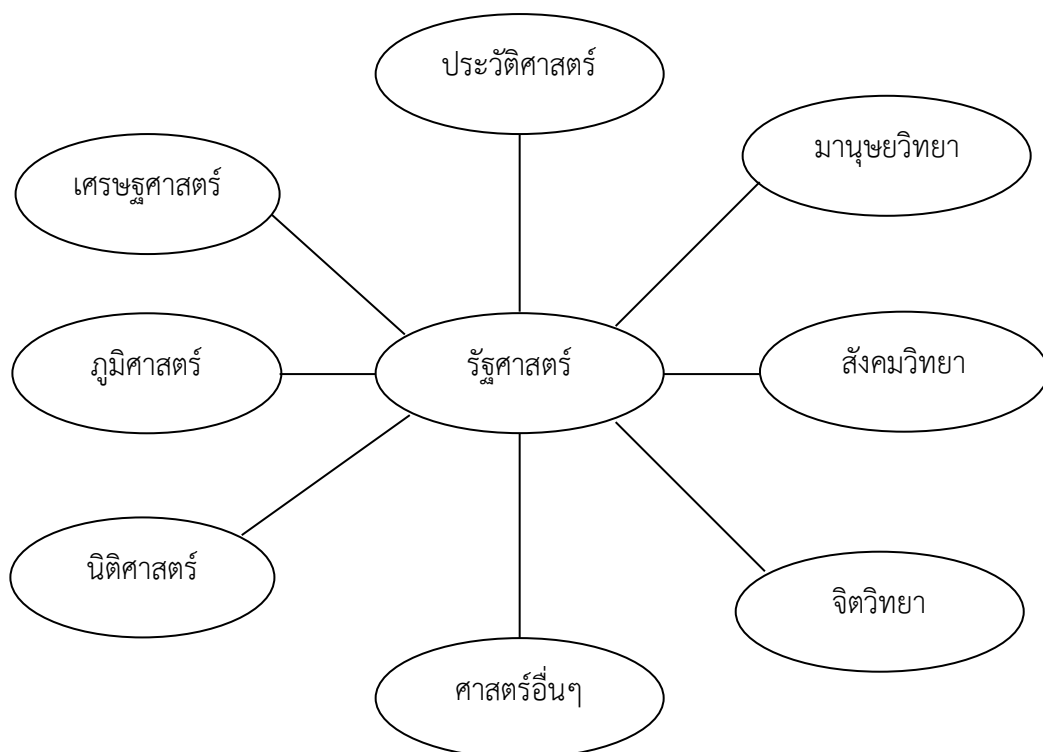 ประวัติศาสตร์
มานุษยวิทยา
เศรษฐศาสตร์
ภูมิศาสตร์
รัฐศาสตร์
สังคมวิทยา
นิติศาสตร์
จิตวิทยา
ศาสตร์อื่นๆ